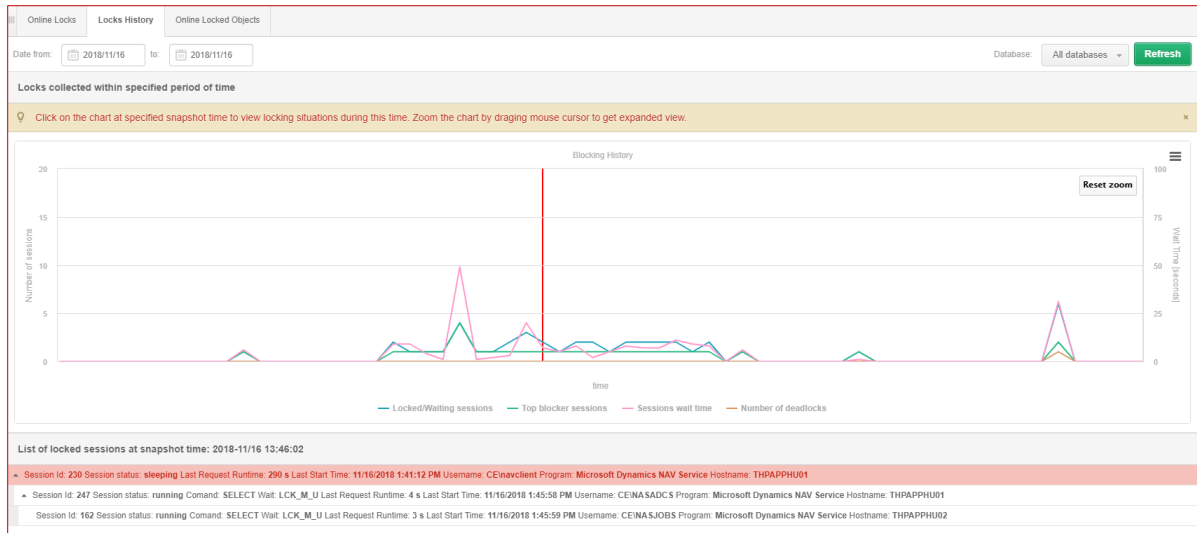 Online Locks
Locks History
Online Locked Objects
Date from: 2018/11/16 to: 2018/11/16 Database: All databases Refresh
Locks collected within specified period of time
Click on the chart at specified snapshot time to view locking situations during this time. Zoom the chart by draging mouse cursor to get expanded view. ×
Blocking History
Reset zoom
Number of sessions
20
15
10
5
0
Wait Time [seconds]
100
75
50
25
0
time
Locked/Waiting sessions Top blocker sessions Sessions wait time Number of deadlocks
List of locked sessions at snapshot time: 2018-11/16 13:46:02
Session Id: 230 Session status: sleeping Last Request Runtime: 290 s Last Start Time: 11/16/2018 1:41:12 PM Username: CE\navclient Program: Microsoft Dynamics NAV Service Hostname: THPAPPHU01
Session Id: 247 Session status: running Comand: SELECT Wait: LCK_M_U Last Request Runtime: 4 s Last Start Time: 11/16/2018 1:45:58 PM Username: CE\NASADCS Program: Microsoft Dynamics NAV Service Hostname: THPAPPHU01
Session Id: 162 Session status: running Comand: SELECT Wait: LCK_M_U Last Request Runtime: 3 s Last Start Time: 11/16/2018 1:45:59 PM Username: CE\NASJOBS Program: Microsoft Dynamics NAV Service Hostname: THPAPPHU02